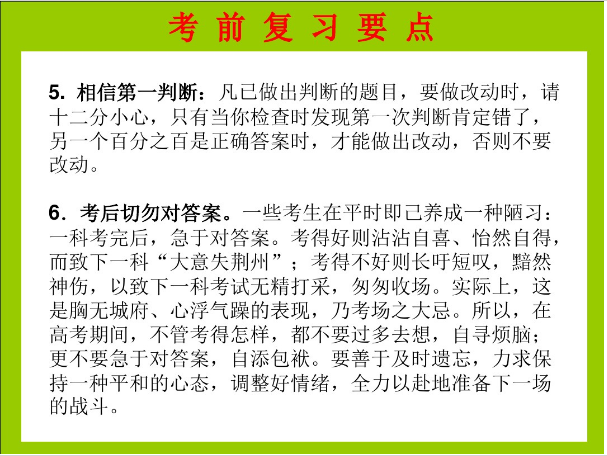 考前复习要点
5. 相信第一判断：凡已做出判断的题目，要做改动时，请
十二分小心，只有当你检查时发现第一次判断肯定错了，
另一个百分之百是正确答案时，才能做出改动，否则不要
改动。
6．考后切勿对答案。一些考生在平时即己养成一种陋习：
一科考完后，急于对答案。考得好则沾沾自喜、怡然自得，
而致下一科“大意失荆州”；考得不好则长吁短叹，黯然
神伤，以致下一科考试无精打采，匆匆收场。实际上，这
是胸无城府、心浮气躁的表现，乃考场之大忌。所以，在
高考期间，不管考得怎样，都不要过多去想，自寻烦脑；
更不要急于对答案，自添包袱。要善于及时遗忘，力求保
持一种平和的心态，调整好情绪，全力以赴地准备下一场
的战斗。